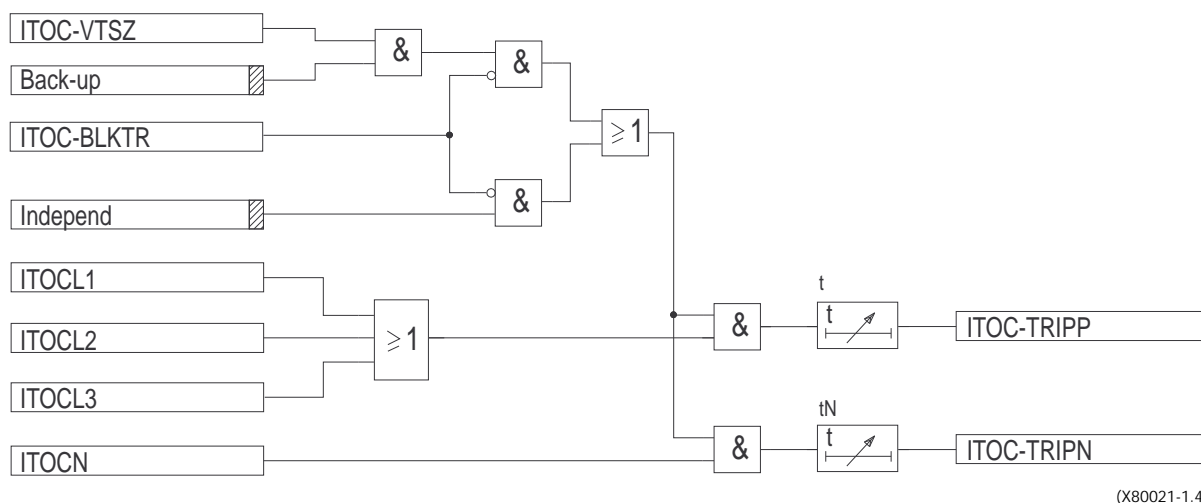 ITOC-VTSZ
&
&
Back-up
≥1
ITOC-BLKTR
&
Independ
ITOCL1
t
≥1
&
t
ITOC-TRIPP
ITOCL2
ITOCL3
tN
&
t
ITOC-TRIPN
ITOCN
(X80021-1.4